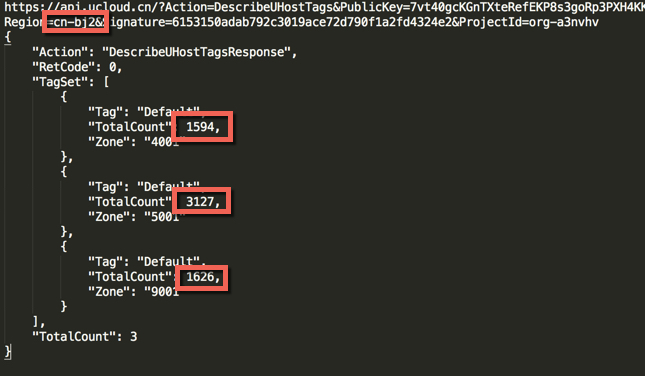 https://api.ucloud.cn/?Action=DescribeUHostTags&PublicKey=7vt40gcKGnTXteRefEKP8s3goRp3PXH4KK
Region=cn-bj2&Signature=6153150adab792c3019ace72d790f1a2fd4324e2&ProjectId=org-a3nvhv
{
"Action": "DescribeUHostTagsResponse",
"RetCode": 0,
"TagSet": [
{
"Tag": "Default",
"TotalCount": 1594,
"Zone": "4001"
},
{
"Tag": "Default",
"TotalCount": 3127,
"Zone": "5001"
},
{
"Tag": "Default",
"TotalCount": 1626,
"Zone": "9001"
}
],
"TotalCount": 3
}